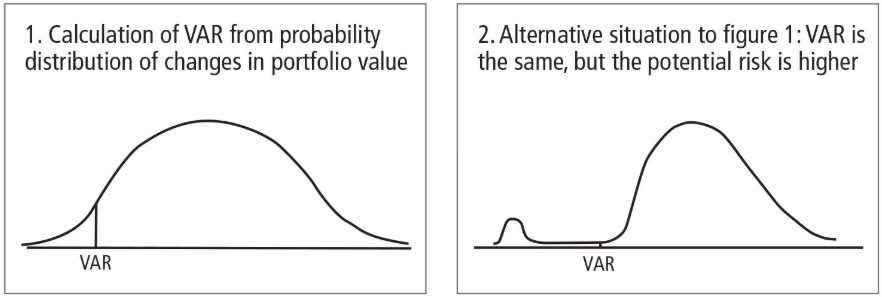 1. Calculation of VAR from probability
distribution of changes in portfolio value
VAR
2. Alternative situation to figure 1: VAR is
the same, but the potential risk is higher
VAR